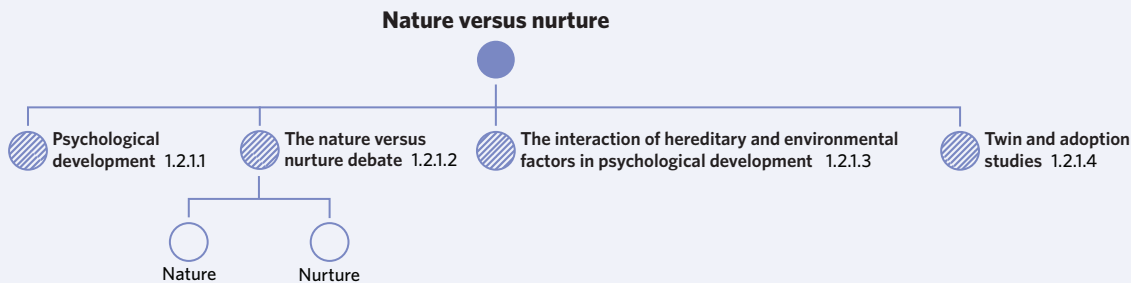 Nature versus nurture
Psychological
development 1.2.1.1
The nature versus
nurture debate 1.2.1.2
The interaction of hereditary and environmental
factors in psychological development 1.2.1.3
Twin and adoption
studies 1.2.1.4
Nature
Nurture